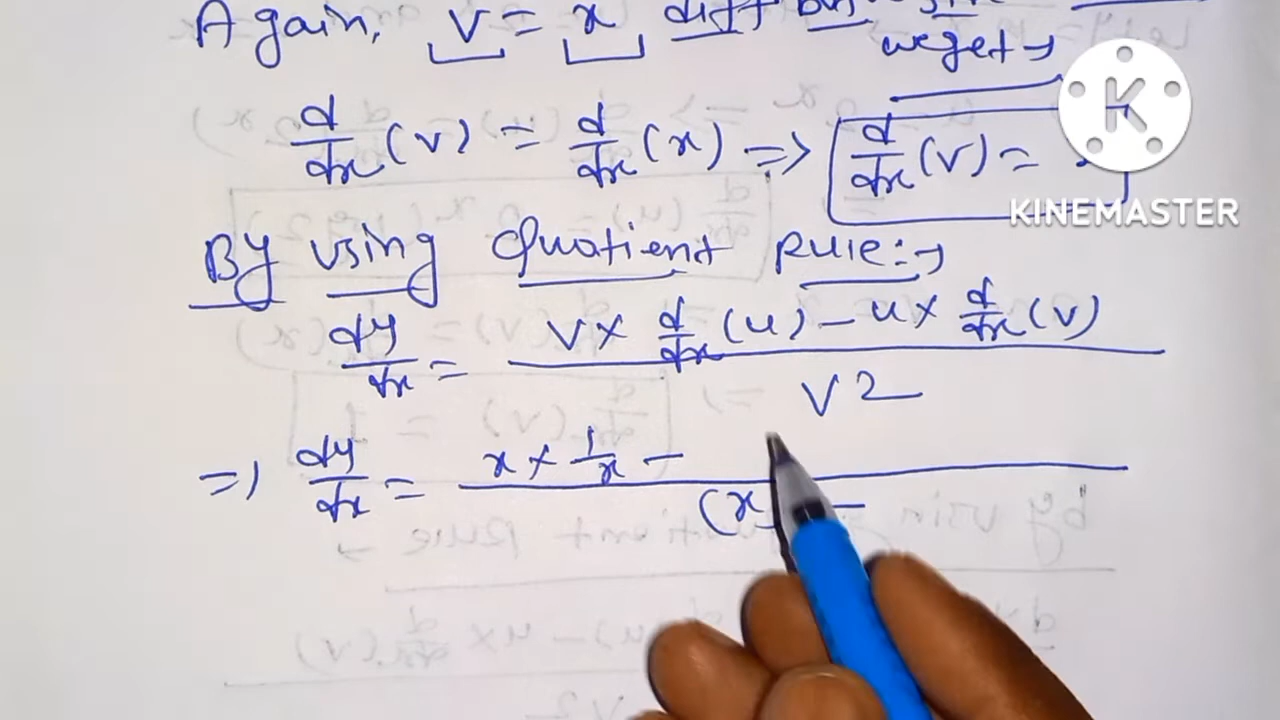 Again, v = x diff both
we get →
d/dx (v) = d/dx (x) => d/dx (v) =
KINEMASTER
By using Quotient Rule :→
dy/dx = v × d/dx (u) − u × d/dx (v) / v2
=> dy/dx = x × 1/x − / (x